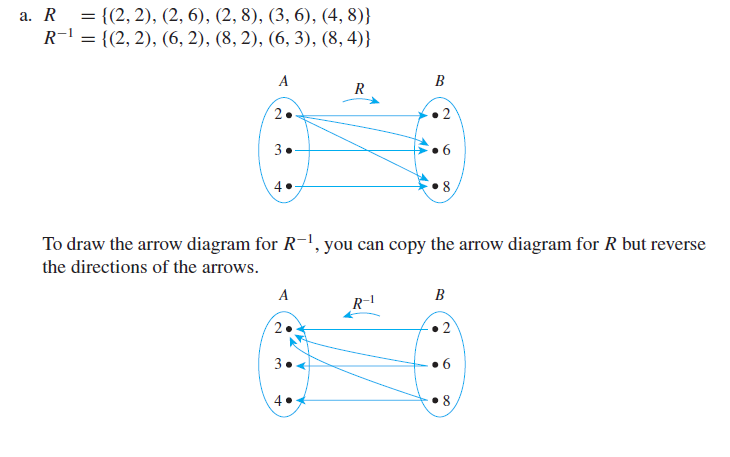 a. R = {(2, 2), (2, 6), (2, 8), (3, 6), (4, 8)}
R⁻¹ = {(2, 2), (6, 2), (8, 2), (6, 3), (8, 4)}
A R B
2 2
3 6
4 8
To draw the arrow diagram for R⁻¹, you can copy the arrow diagram for R but reverse
the directions of the arrows.
A R⁻¹ B
2 2
3 6
4 8